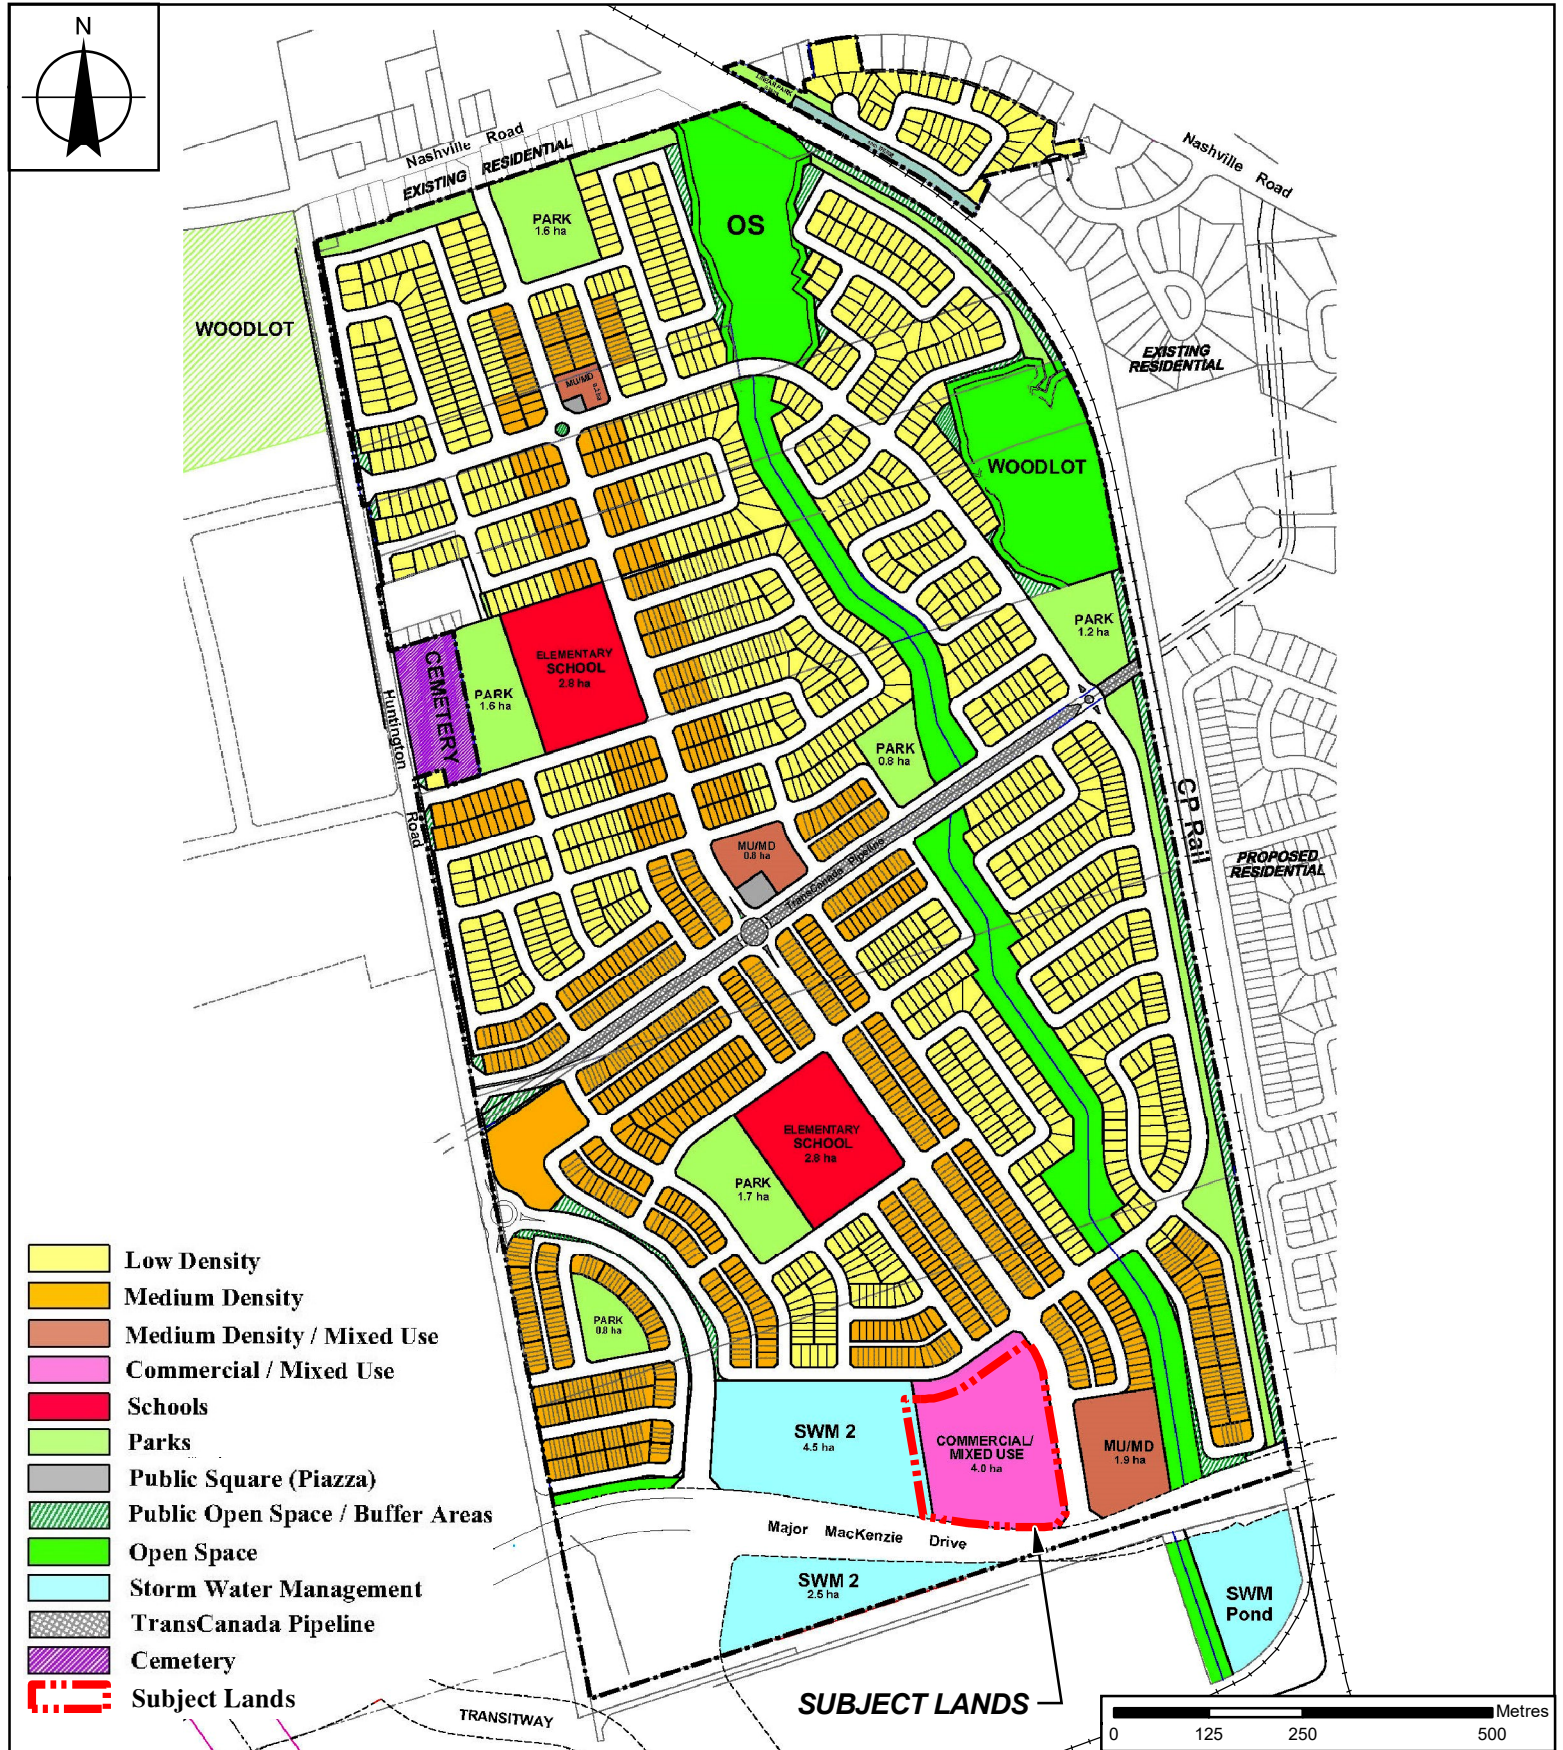 N
Nashville Road
EXISTING RESIDENTIAL
LINEAR PARK
Nashville Road
PARK
1.6 ha
OS
WOODLOT
EXISTING
RESIDENTIAL
MU/MD
WOODLOT
PARK
1.2 ha
ELEMENTARY
SCHOOL
2.8 ha
CEMETERY
PARK
1.6 ha
Huntington Road
PARK
0.8 ha
CP Rail
MU/MD
0.8 ha
TransCanada Pipeline
PROPOSED
RESIDENTIAL
ELEMENTARY
SCHOOL
2.8 ha
PARK
1.7 ha
PARK
0.8 ha
SWM 2
4.5 ha
COMMERCIAL/
MIXED USE
4.0 ha
MU/MD
1.9 ha
Major MacKenzie Drive
SWM 2
2.5 ha
SWM
Pond
SUBJECT LANDS
TRANSITWAY
Low Density
Medium Density
Medium Density / Mixed Use
Commercial / Mixed Use
Schools
Parks
Public Square (Piazza)
Public Open Space / Buffer Areas
Open Space
Storm Water Management
TransCanada Pipeline
Cemetery
Subject Lands
Metres
0 125 250 500